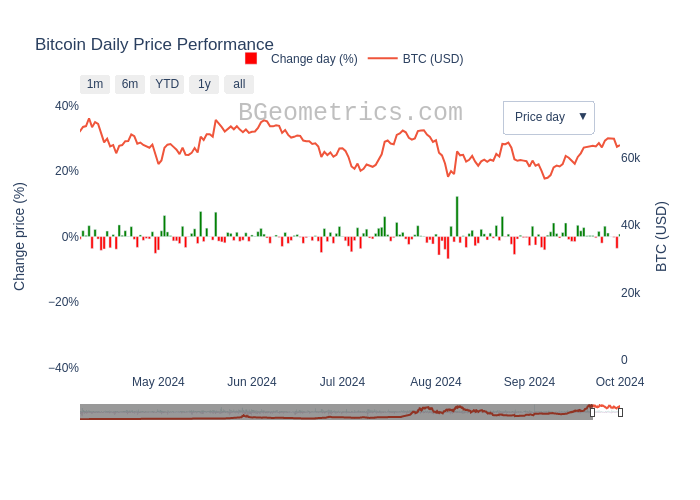 Bitcoin Daily Price Performance
Change day (%) BTC (USD)
1m 6m YTD 1y all
BGeometrics.com
Price day ▼
40%
20%
0%
−20%
−40%
Change price (%)
60k
40k
20k
0
BTC (USD)
May 2024 Jun 2024 Jul 2024 Aug 2024 Sep 2024 Oct 2024